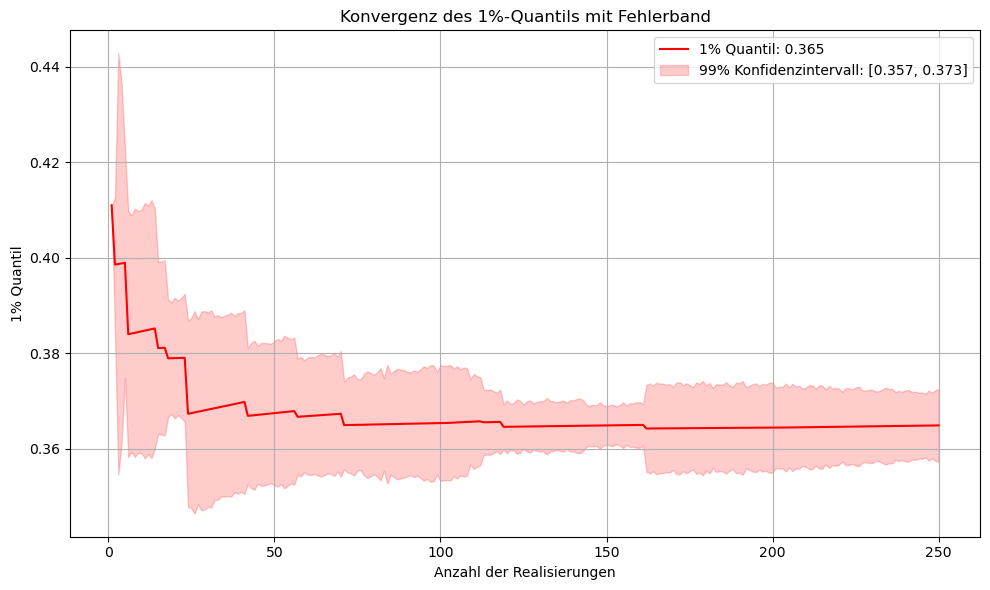 Konvergenz des 1%-Quantils mit Fehlerband
1% Quantil: 0.365
99% Konfidenzintervall: [0.357, 0.373]
1% Quantil
0.44
0.42
0.40
0.38
0.36
0
50
100
150
200
250
Anzahl der Realisierungen